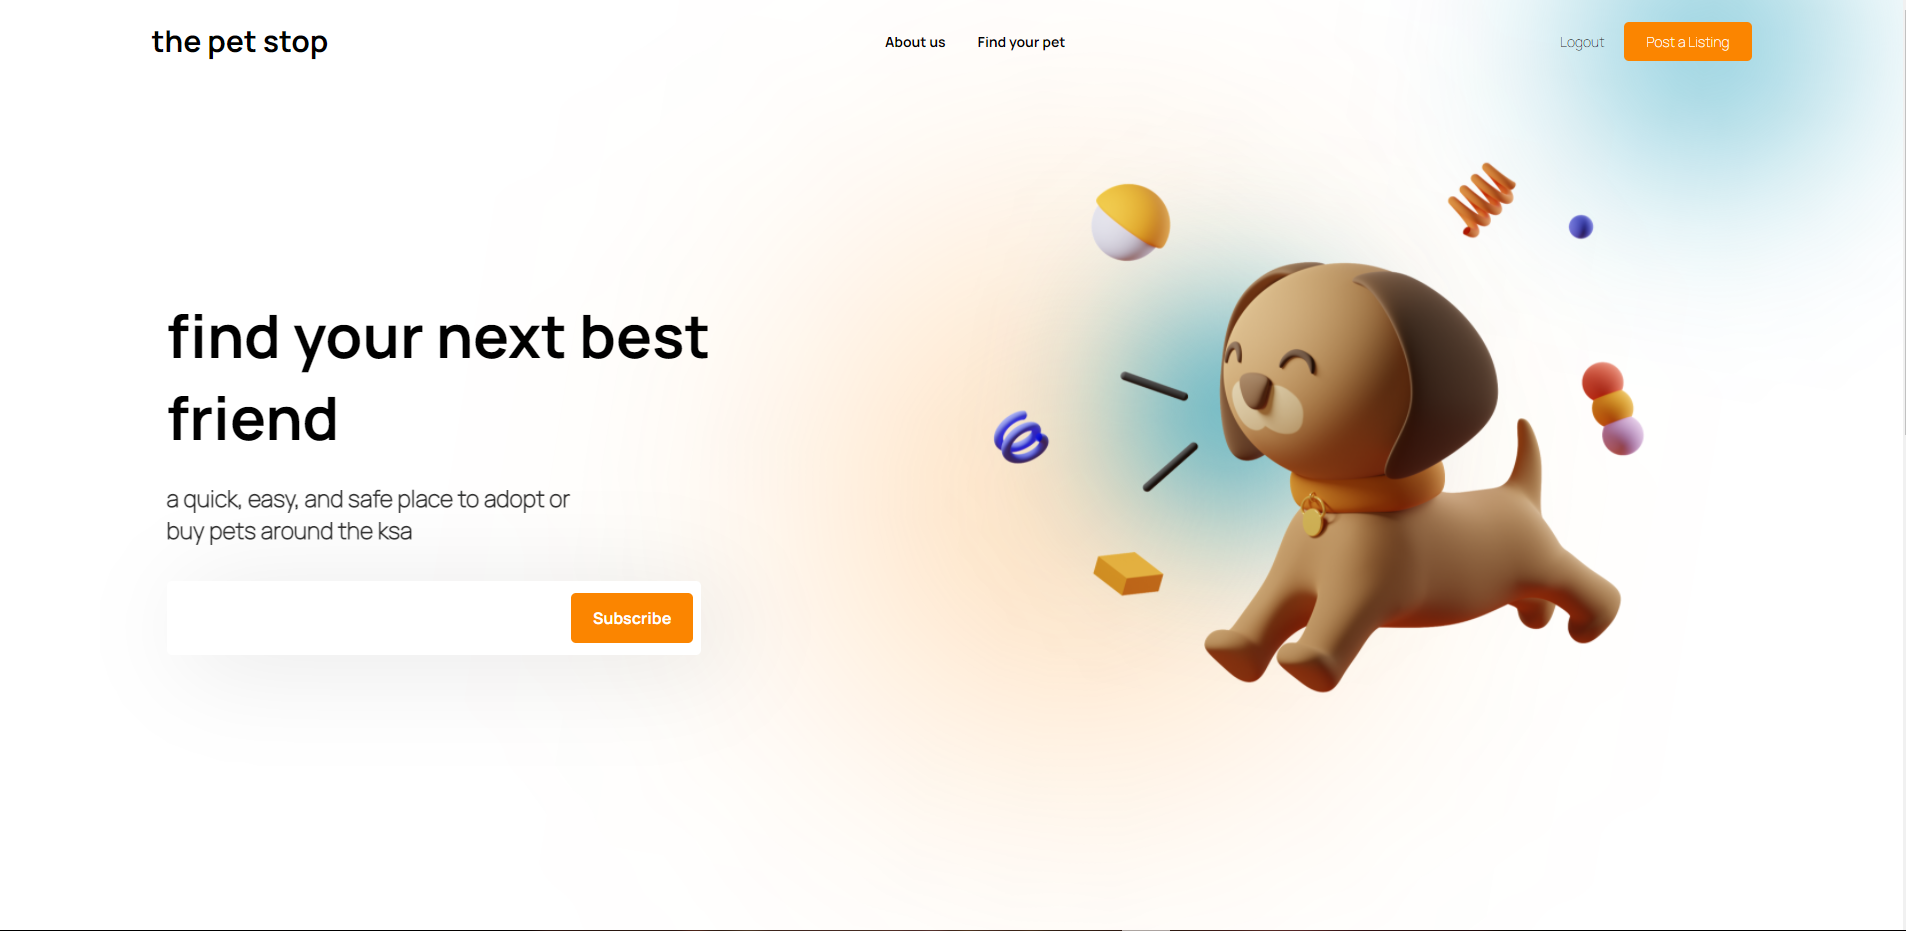 the pet stop
About us
Find your pet
Logout
Post a Listing
find your next best
friend
a quick, easy, and safe place to adopt or
buy pets around the ksa
Subscribe